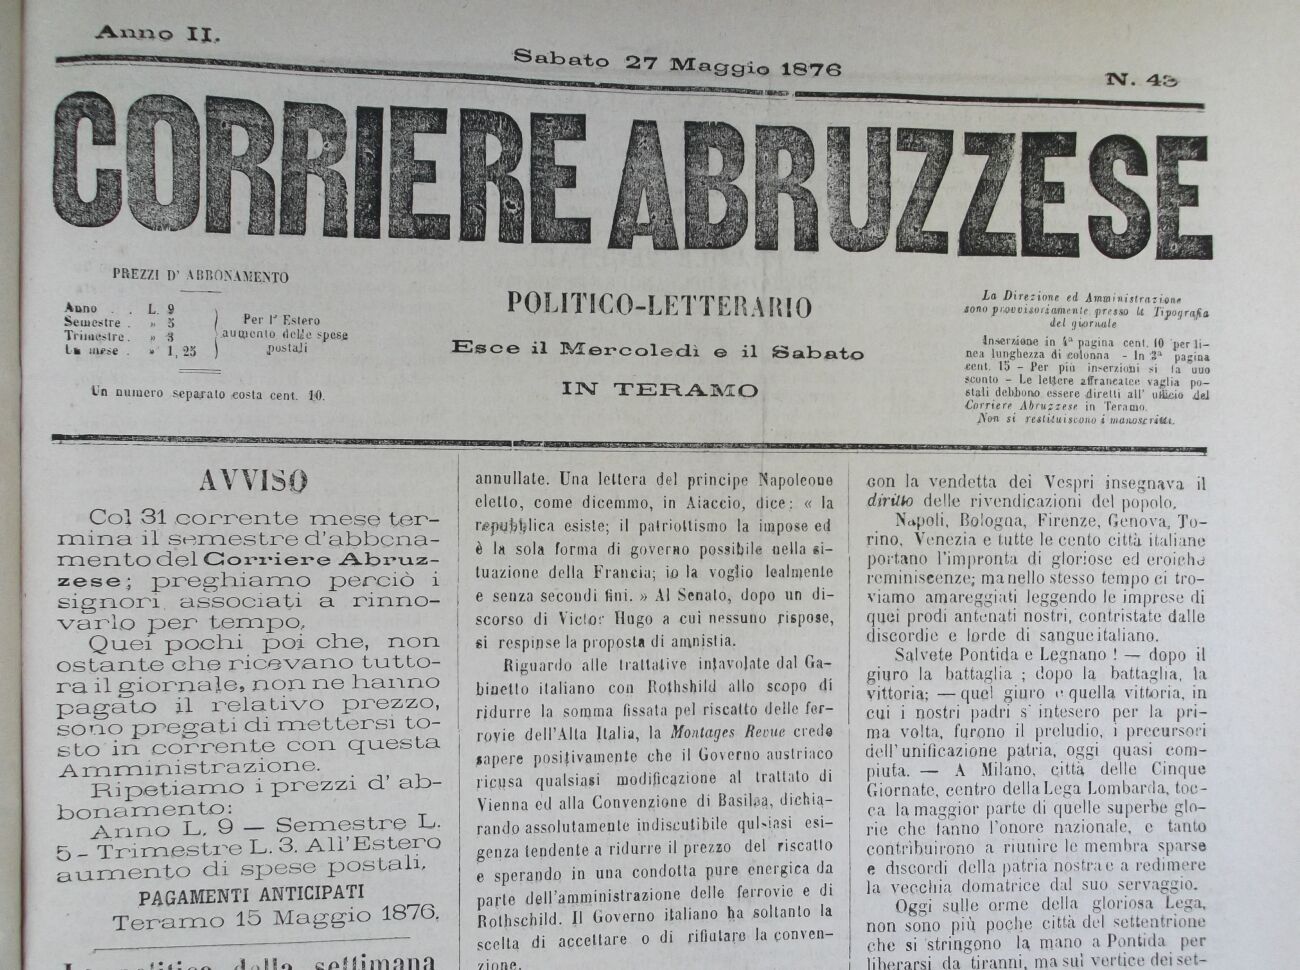 Anno II.
Sabato 27 Maggio 1876
N. 43
CORRIERE ABRUZZESE
PREZZI D' ABBONAMENTO
Anno . . L. 9
Semestre . » 5
Trimestre . » 3
Un mese . » 1, 25
Per l' Estero
aumento delle spese
postali
Un numero separato costa cent. 10.
POLITICO-LETTERARIO
Esce il Mercoledì e il Sabato
IN TERAMO
La Direzione ed Amministrazione
sono provvisoriamente presso la Tipografia
del giornale
Inserzione in 4ª pagina cent. 10 per li-
nea lunghezza di colonna - In 3ª pagina
cent. 15 - Per più inserzioni si fa uno
sconto - Le lettere affrancate e vaglia po-
stali debbono essere diretti all' ufficio del
Corriere Abruzzese in Teramo.
Non si restituiscono i manoscritti.
AVVISO
Col 31 corrente mese ter-
mina il semestre d'abbona-
mento del Corriere Abruz-
zese; preghiamo perciò i
signori associati a rinno-
varlo per tempo.
Quei pochi poi che, non
ostante che ricevano tutto-
ra il giornale, non ne hanno
pagato il relativo prezzo,
sono pregati di mettersi to-
sto in corrente con questa
Amministrazione.
Ripetiamo i prezzi d' ab-
bonamento:
Anno L. 9 — Semestre L.
5 - Trimestre L. 3. All'Estero
aumento di spese postali.
PAGAMENTI ANTICIPATI
Teramo 15 Maggio 1876.
La politica della settimana
annullate. Una lettera del principe Napoleone
eletto, come dicemmo, in Aiaccio, dice: « la
repubblica esiste; il patriottismo la impose ed
è la sola forma di governo possibile nella si-
tuazione della Francia; io la voglio lealmente
e senza secondi fini. » Al Senato, dopo un di-
scorso di Victor Hugo a cui nessuno rispose,
si respinse la proposta di amnistia.
Riguardo alle trattative intavolate dal Ga-
binetto italiano con Rothshild allo scopo di
ridurre la somma fissata pel riscatto delle fer-
rovie dell'Alta Italia, la Montages Revue crede
sapere positivamente che il Governo austriaco
ricusa qualsiasi modificazione al trattato di
Vienna ed alla Convenzione di Basilea, dichia-
rando assolutamente indiscutibile qulsiasi esi-
genza tendente a ridurre il prezzo del riscatto
e sperando in una condotta pure energica da
parte dell'amministrazione delle ferrovie e di
Rothschild. Il Governo italiano ha soltanto la
scelta di accettare o di rifiutare la conven-
zione.
con la vendetta dei Vespri insegnava il
diritto delle rivendicazioni del popolo.
Napoli, Bologna, Firenze, Genova, To-
rino, Venezia e tutte le cento città italiane
portano l'impronta di gloriose ed eroiche
reminiscenze; ma nello stesso tempo ci tro-
viamo amareggiati leggendo le imprese di
quei prodi antenati nostri, contristate dalle
discordie e lorde di sangue italiano.
Salvete Pontida e Legnano ! — dopo il
giuro la battaglia ; dopo la battaglia, la
vittoria; — quel giuro e quella vittoria, in
cui i nostri padri s' intesero per la pri-
ma volta, furono il preludio, i precursori
dell'unificazione patria, oggi quasi com-
piuta. — A Milano, città delle Cinque
Giornate, centro della Lega Lombarda, toc-
ca la maggior parte di quelle superbe glo-
rie che fanno l'onore nazionale, e tanto
contribuirono a riunire le membra sparse
e discordi della patria nostra e a redimere
la vecchia domatrice dal suo servaggio.
Oggi sulle orme della gloriosa Lega,
non sono più poche città del settentrione
che si stringono la mano a Pontida per
liberarsi da tiranni, ma sul vertice dei set-